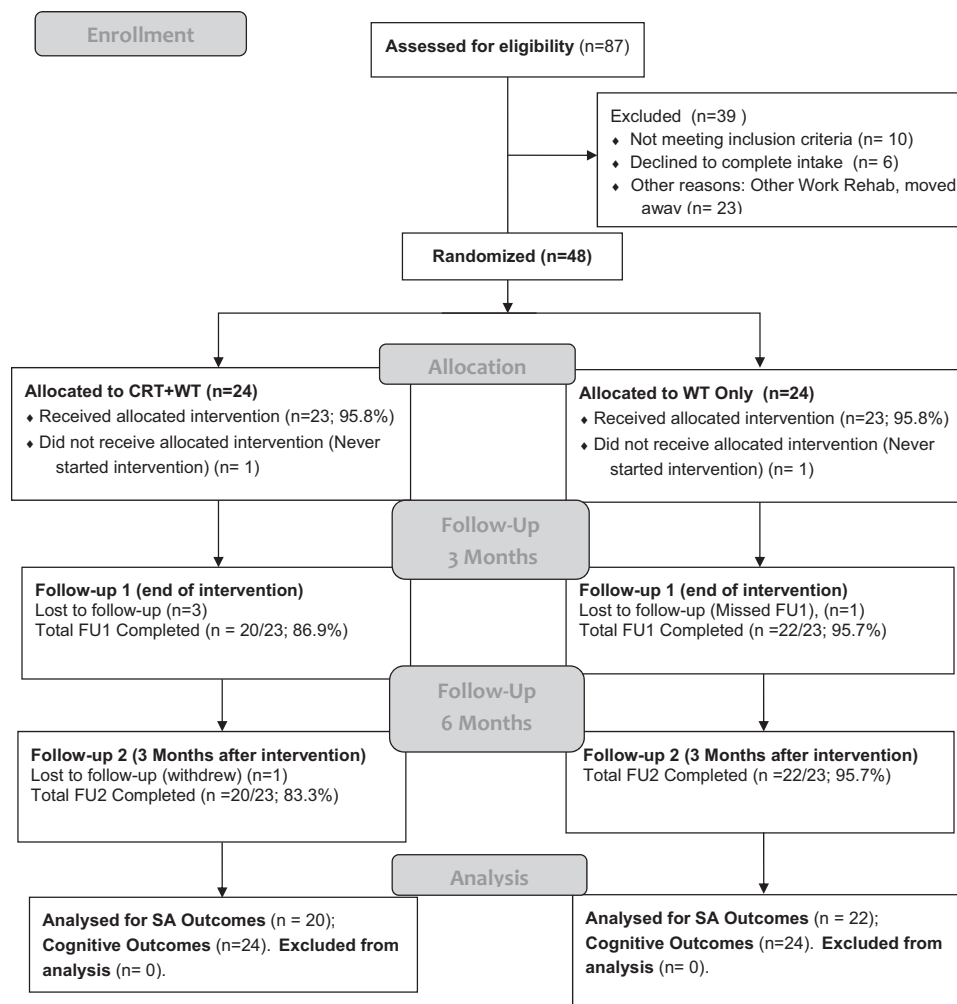 Enrollment
Assessed for eligibility (n=87)
Excluded (n=39 )
♦ Not meeting inclusion criteria (n= 10)
♦ Declined to complete intake (n= 6)
♦ Other reasons: Other Work Rehab, moved
away (n= 23)
Randomized (n=48)
Allocation
Allocated to CRT+WT (n=24)
♦ Received allocated intervention (n=23; 95.8%)
♦ Did not receive allocated intervention (Never
started intervention) (n= 1)
Allocated to WT Only (n=24)
♦ Received allocated intervention (n=23; 95.8%)
♦ Did not receive allocated intervention (Never
started intervention) (n= 1)
Follow-Up
3 Months
Follow-up 1 (end of intervention)
Lost to follow-up (n=3)
Total FU1 Completed (n = 20/23; 86.9%)
Follow-up 1 (end of intervention)
Lost to follow-up (Missed FU1), (n=1)
Total FU1 Completed (n =22/23; 95.7%)
Follow-Up
6 Months
Follow-up 2 (3 Months after intervention)
Lost to follow-up (withdrew) (n=1)
Total FU2 Completed (n =20/23; 83.3%)
Follow-up 2 (3 Months after intervention)
Total FU2 Completed (n =22/23; 95.7%)
Analysis
Analysed for SA Outcomes (n = 20);
Cognitive Outcomes (n=24). Excluded from
analysis (n= 0).
Analysed for SA Outcomes (n = 22);
Cognitive Outcomes (n=24). Excluded from
analysis (n= 0).